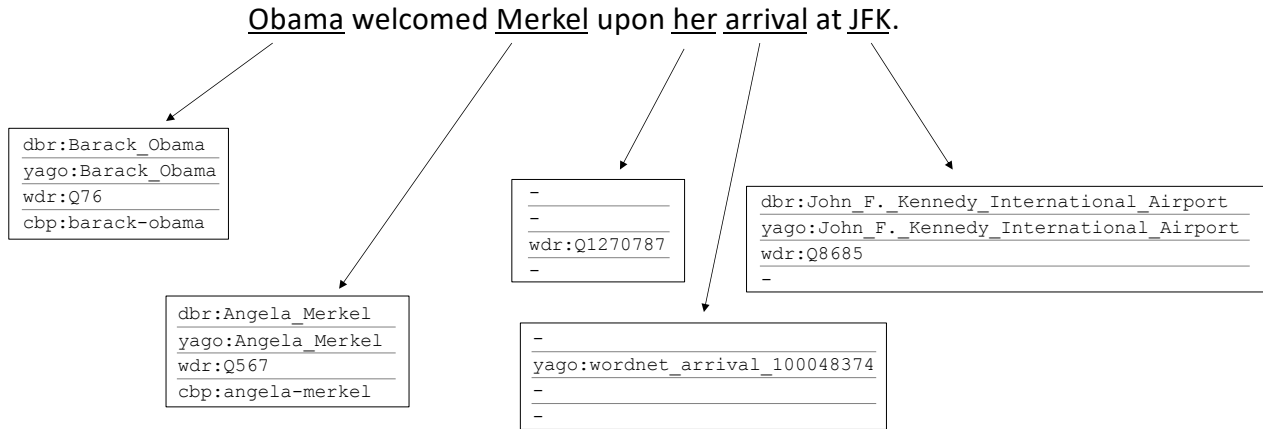 Obama welcomed Merkel upon her arrival at JFK.
dbr:Barack_Obama
yago:Barack_Obama
wdr:Q76
cbp:barack-obama
dbr:Angela_Merkel
yago:Angela_Merkel
wdr:Q567
cbp:angela-merkel
-
-
wdr:Q1270787
-
-
yago:wordnet_arrival_100048374
-
-
dbr:John_F._Kennedy_International_Airport
yago:John_F._Kennedy_International_Airport
wdr:Q8685
-